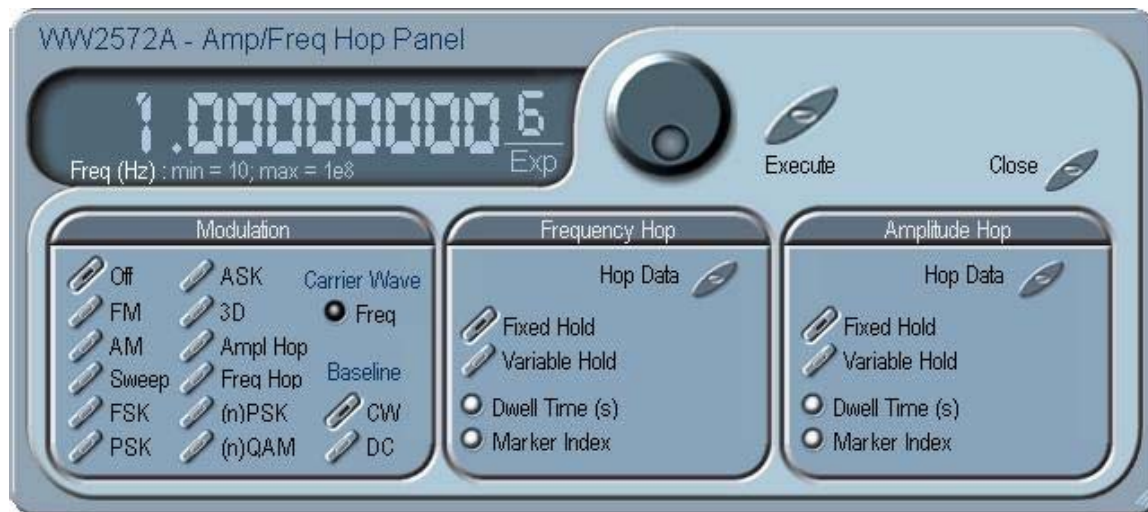 WW2572A - Amp/Freq Hop Panel
1.00000000 6
Exp
Freq (Hz) : min = 10; max = 1e8
Execute
Close
Modulation
Off
FM
AM
Sweep
FSK
PSK
ASK
3D
Ampl Hop
Freq Hop
(n)PSK
(n)QAM
Carrier Wave
Freq
Baseline
CW
DC
Frequency Hop
Hop Data
Fixed Hold
Variable Hold
Dwell Time (s)
Marker Index
Amplitude Hop
Hop Data
Fixed Hold
Variable Hold
Dwell Time (s)
Marker Index